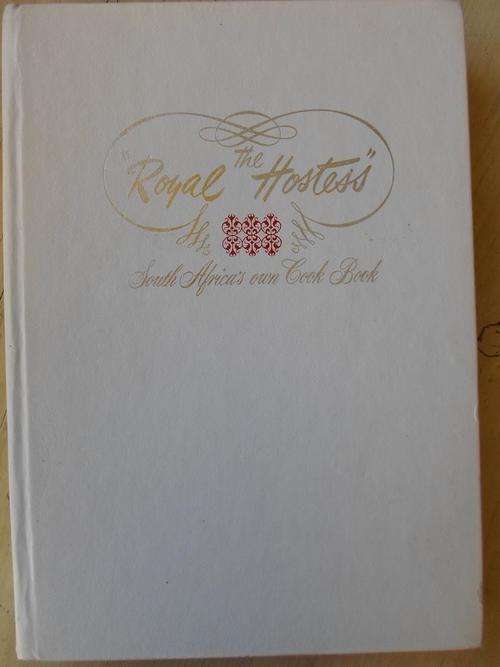 "Royal the Hostess"
South Africa's own Cook Book